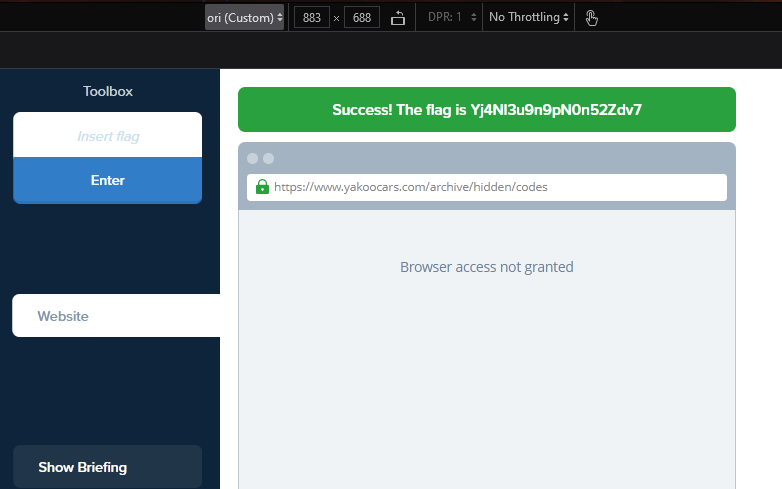 ori (Custom) 883 × 688 DPR: 1 No Throttling
Toolbox
Insert flag
Enter
Website
Show Briefing
Success! The flag is Yj4Nl3u9n9pN0n52Zdv7
https://www.yakoocars.com/archive/hidden/codes
Browser access not granted